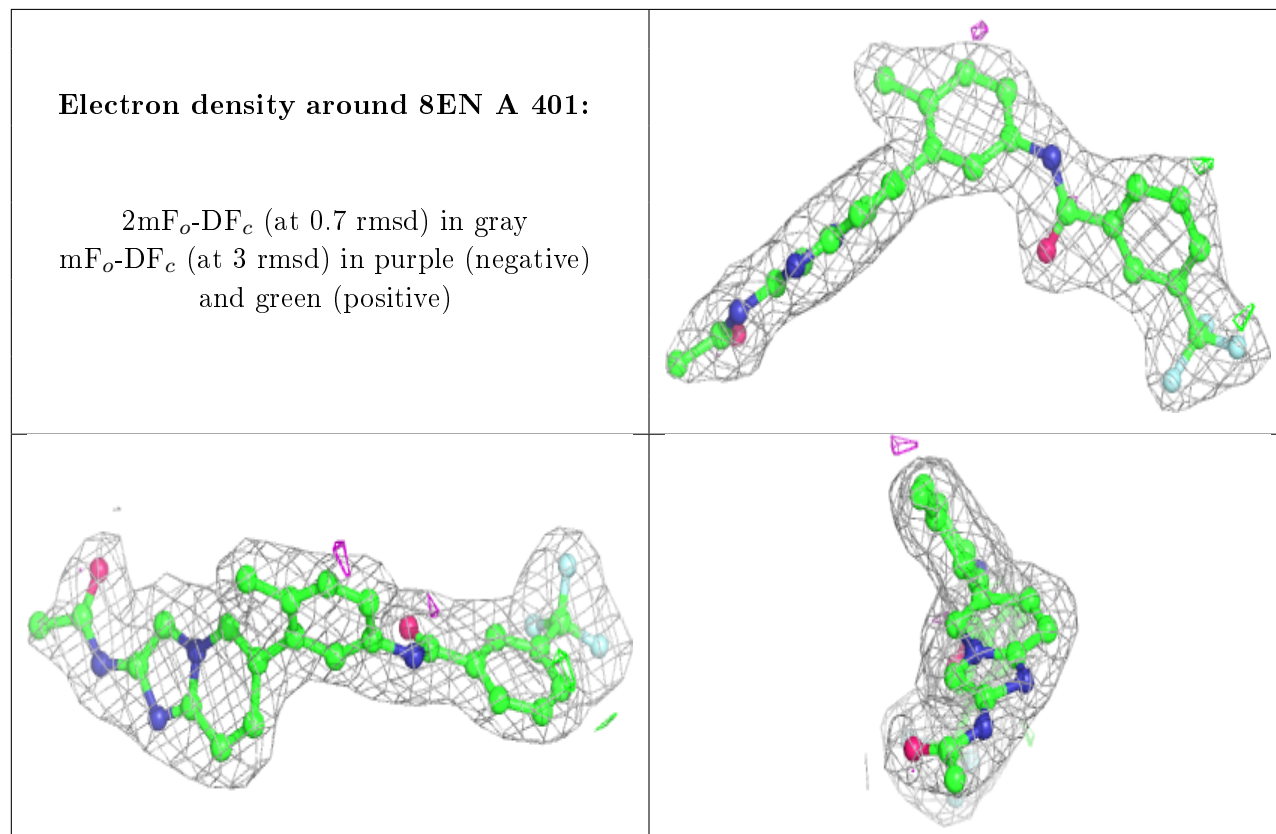 Electron density around 8EN A 401:
2mFo-DFc (at 0.7 rmsd) in gray
mFo-DFc (at 3 rmsd) in purple (negative)
and green (positive)